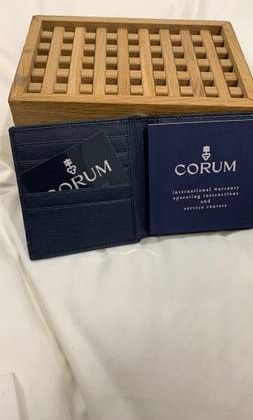 CORUM
CORUM
international warranty
operating instructions
and
service centers